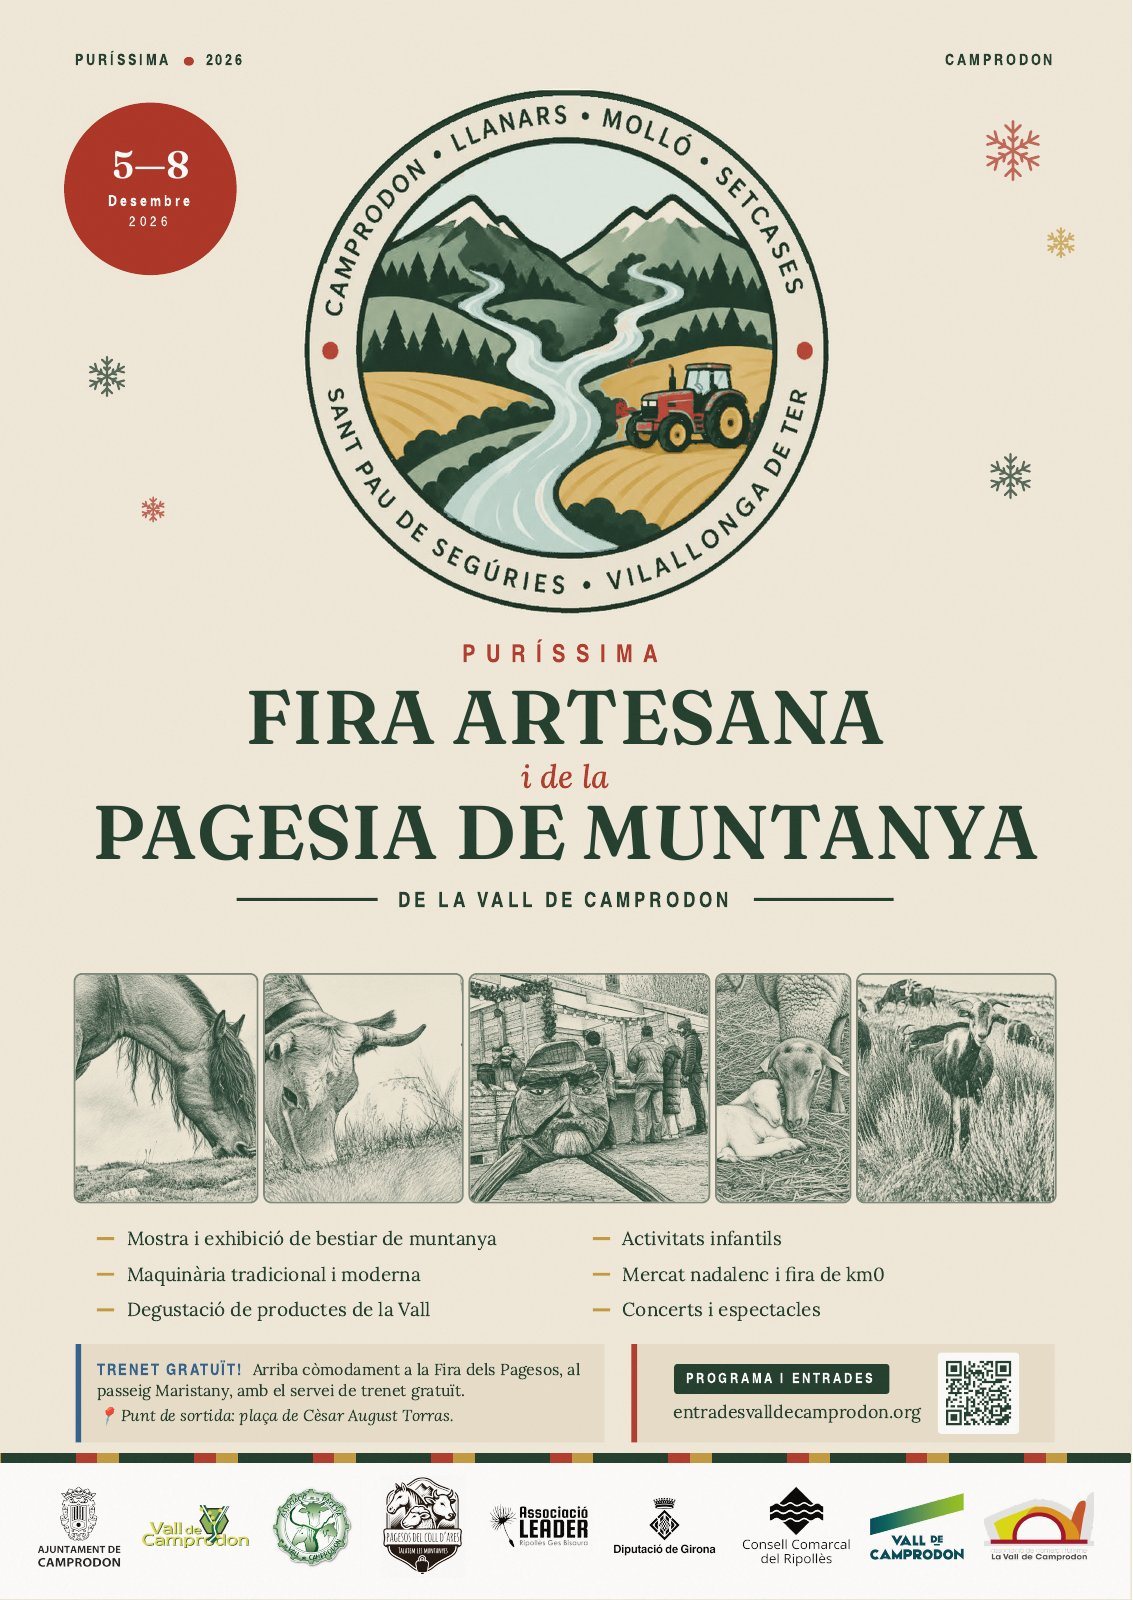 PURÍSSIMA • 2026
CAMPRODON
5—8
Desembre
2026
CAMPRODON • LLANARS • MOLLÓ • SETCASES
SANT PAU DE SEGÚRIES • VILALLONGA DE TER
PURÍSSIMA
FIRA ARTESANA
i de la
PAGESIA DE MUNTANYA
DE LA VALL DE CAMPRODON
— Mostra i exhibició de bestiar de muntanya
— Maquinària tradicional i moderna
— Degustació de productes de la Vall
— Activitats infantils
— Mercat nadalenc i fira de km0
— Concerts i espectacles
TRENET GRATUÏT! Arriba còmodament a la Fira dels Pagesos, al
passeig Maristany, amb el servei de trenet gratuït.
📍 Punt de sortida: plaça de Cèsar August Torras.
PROGRAMA I ENTRADES
entradesvalldecamprodon.org
AJUNTAMENT DE
CAMPRODON
Vall de
Camprodon
PAGESOS DEL COLL D'ARES
Associació
LEADER
Ripollès Ges Bisaura
Diputació de Girona
Consell Comarcal
del Ripollès
VALL DE
CAMPRODON
La Vall de Camprodon